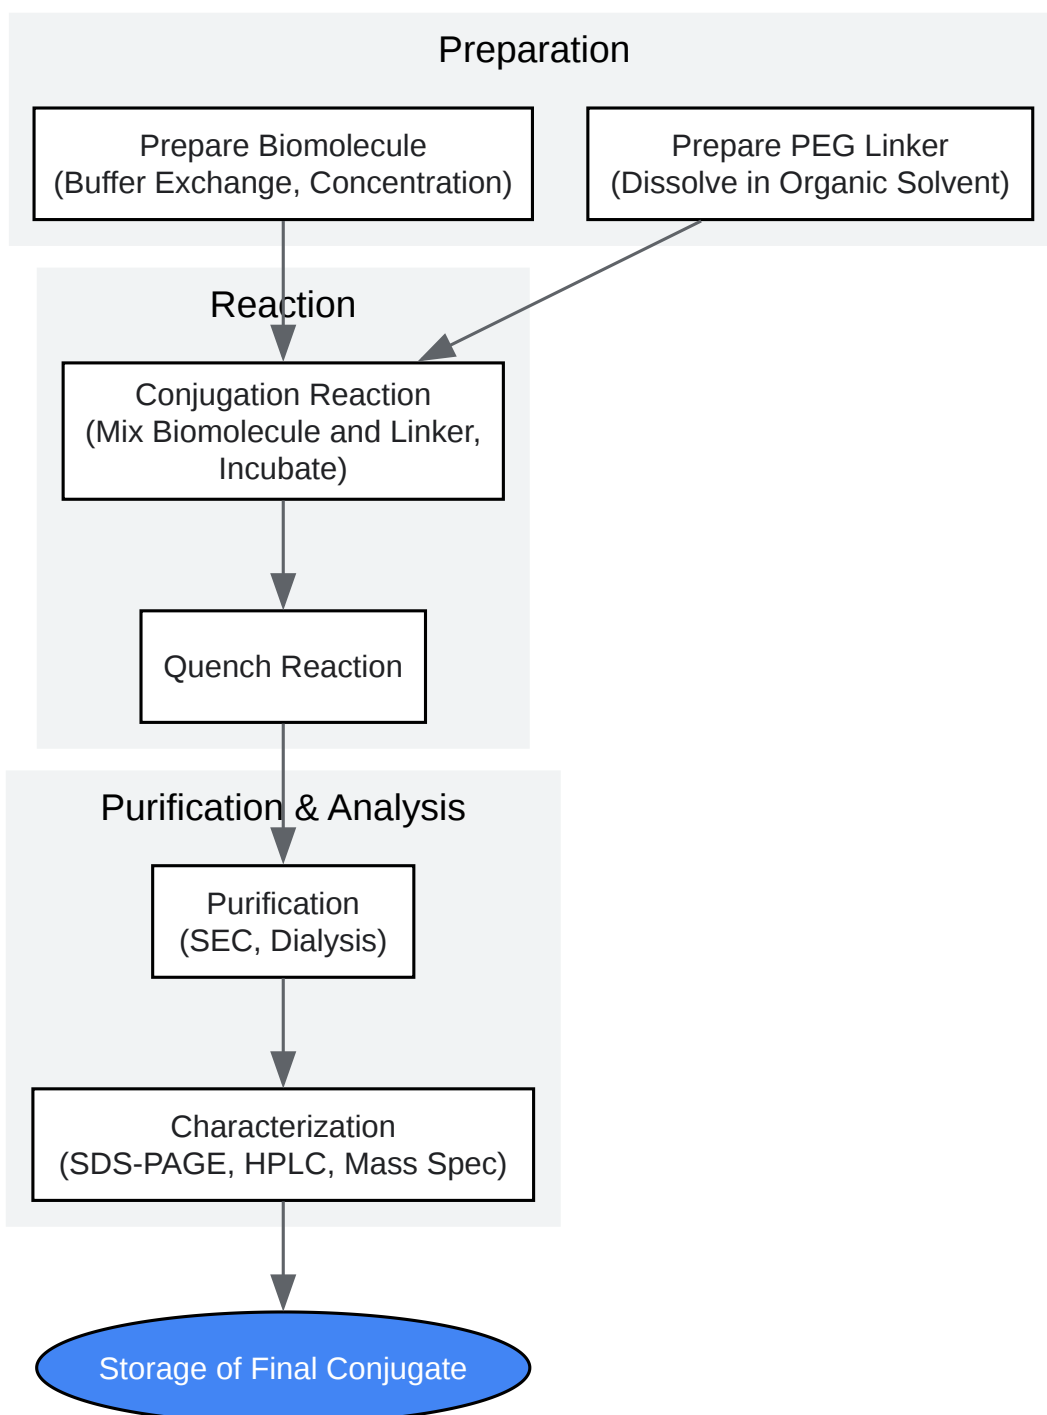 Preparation
Prepare Biomolecule
(Buffer Exchange, Concentration)
Prepare PEG Linker
(Dissolve in Organic Solvent)
Reaction
Conjugation Reaction
(Mix Biomolecule and Linker,
Incubate)
Quench Reaction
Purification & Analysis
Purification
(SEC, Dialysis)
Characterization
(SDS-PAGE, HPLC, Mass Spec)
Storage of Final Conjugate